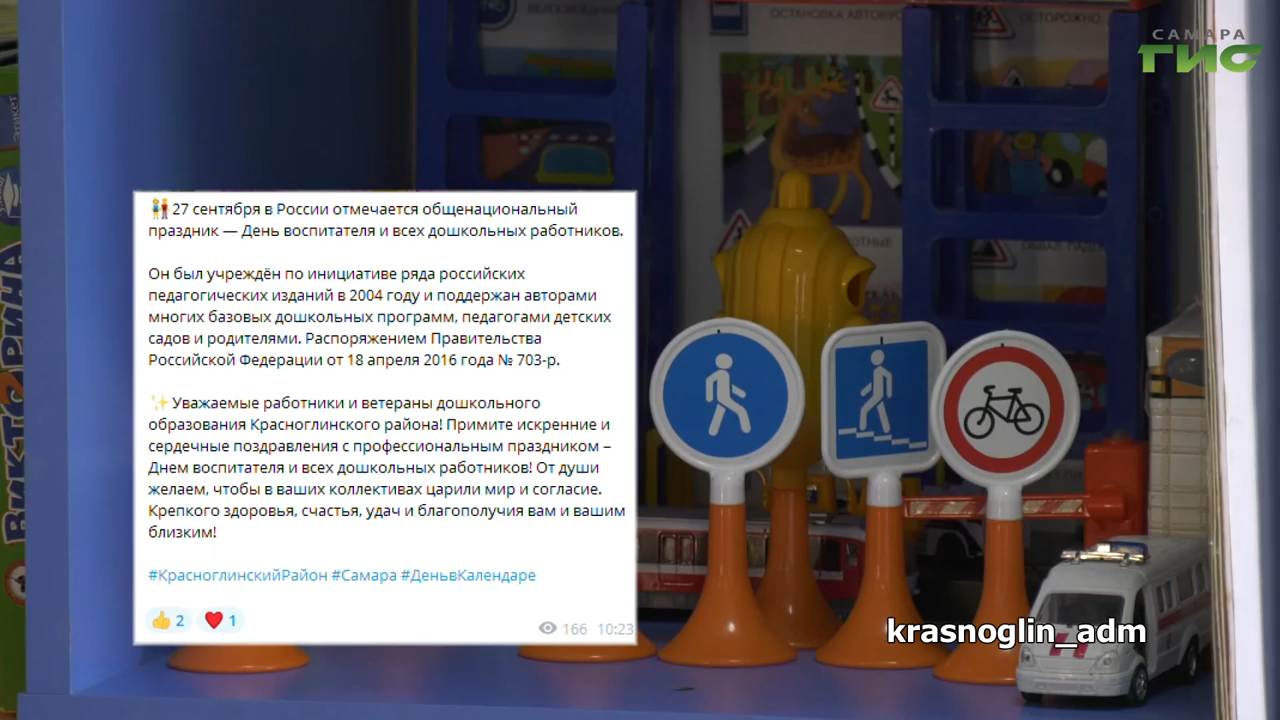 САМАРА
ГИС
ВЕЛОСИПЕДН
ОСТАНОВКА АВТОБУС
ОСТОРОЖНО
27 сентября в России отмечается общенациональный
праздник — День воспитателя и всех дошкольных работников.
Он был учреждён по инициативе ряда российских
педагогических изданий в 2004 году и поддержан авторами
многих базовых дошкольных программ, педагогами детских
садов и родителями. Распоряжением Правительства
Российской Федерации от 18 апреля 2016 года № 703-р.
✨Уважаемые работники и ветераны дошкольного
образования Красноглинского района! Примите искренние и
сердечные поздравления с профессиональным праздником –
Днем воспитателя и всех дошкольных работников! От души
желаем, чтобы в ваших коллективах царили мир и согласие.
Крепкого здоровья, счастья, удач и благополучия вам и вашим
близким!
#КрасноглинскийРайон #Самара #ДеньвКалендаре
👍 2 ❤️ 1
166 10:23
krasnoglin_adm